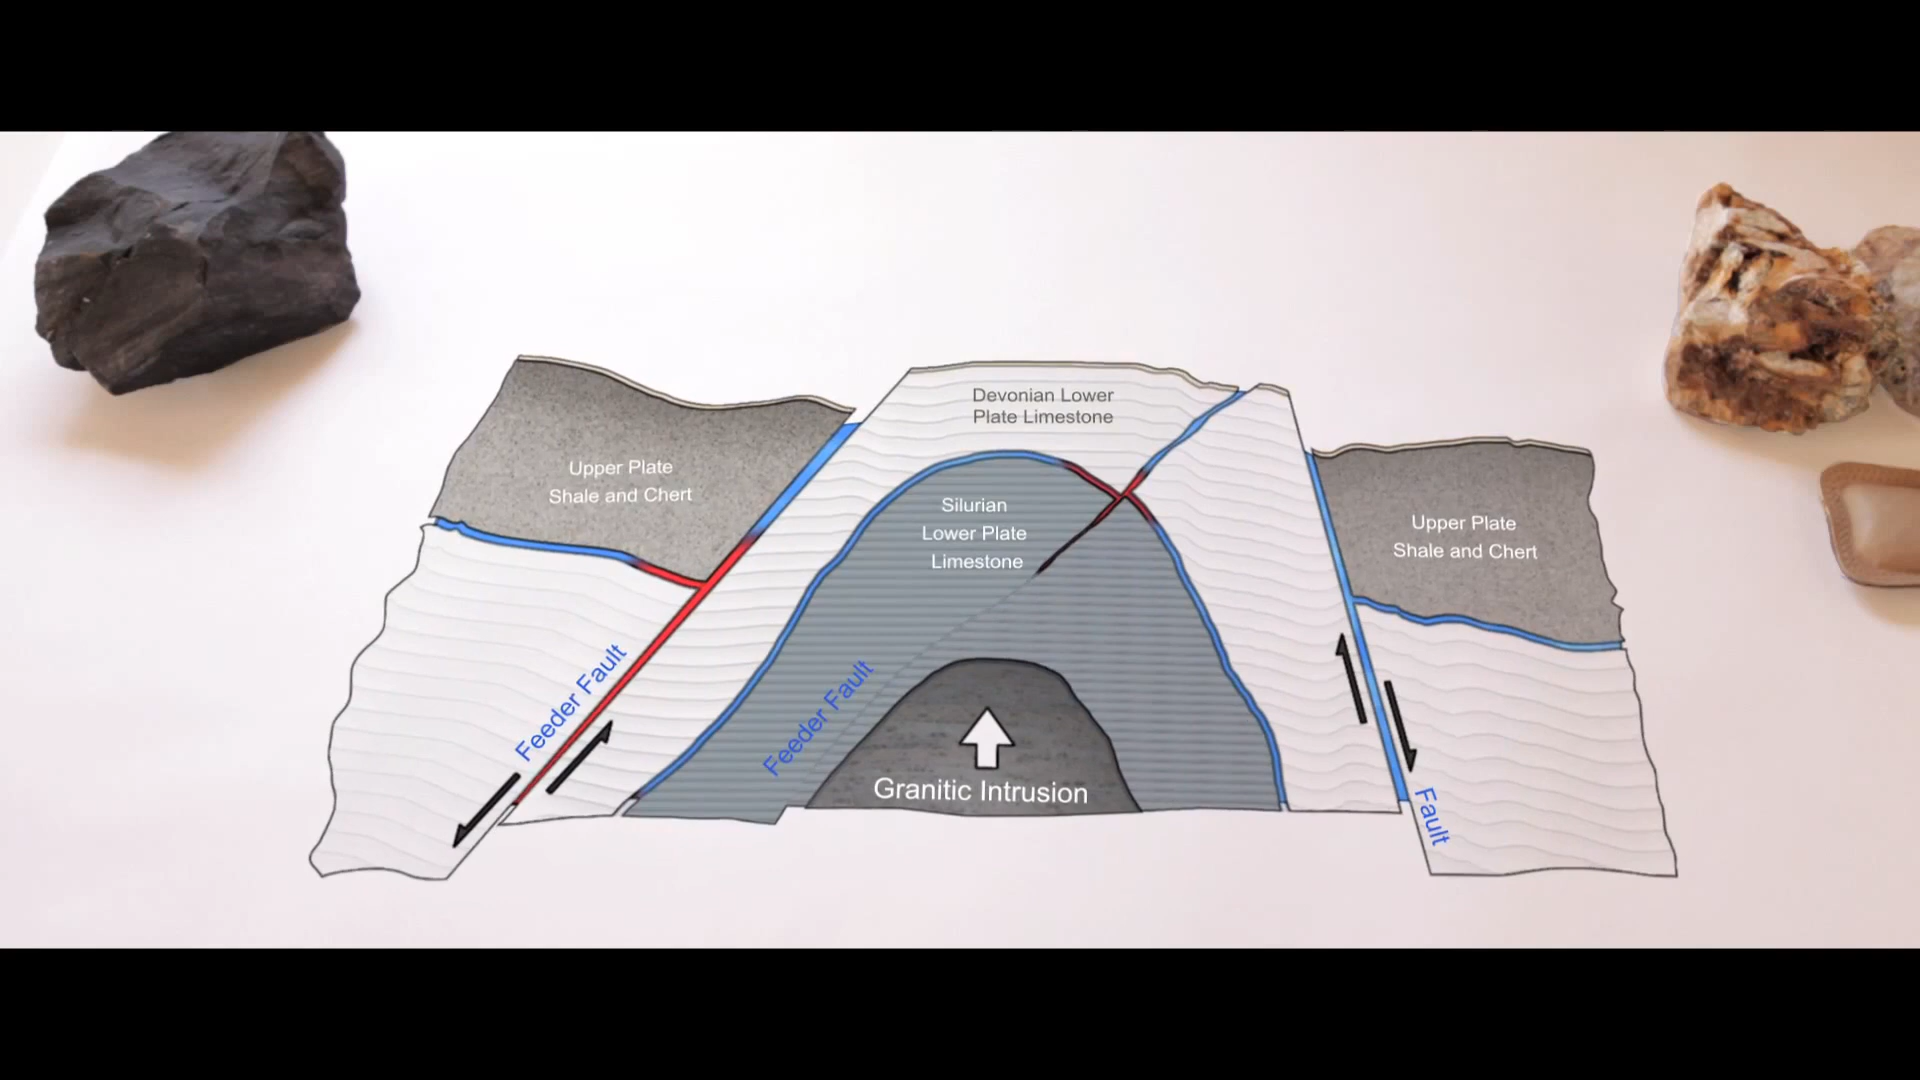 Devonian Lower
Plate Limestone
Upper Plate
Shale and Chert
Silurian
Lower Plate
Limestone
Upper Plate
Shale and Chert
Feeder Fault
Feeder Fault
Granitic Intrusion
Fault